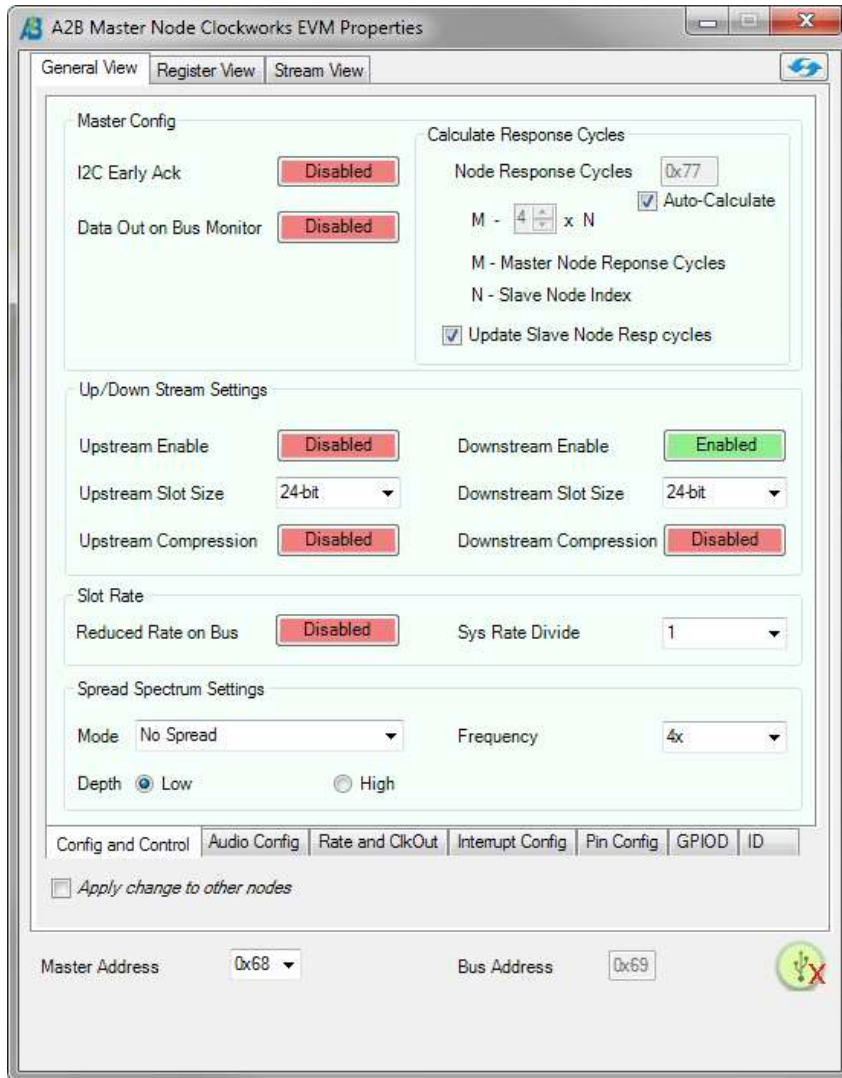 A2B Master Node Clockworks EVM Properties
General View Register View Stream View
Master Config
I2C Early Ack Disabled
Data Out on Bus Monitor Disabled
Calculate Response Cycles
Node Response Cycles 0x77
Auto-Calculate
M - 4 x N
M - Master Node Reponse Cycles
N - Slave Node Index
Update Slave Node Resp cycles
Up/Down Stream Settings
Upstream Enable Disabled Downstream Enable Enabled
Upstream Slot Size 24-bit Downstream Slot Size 24-bit
Upstream Compression Disabled Downstream Compression Disabled
Slot Rate
Reduced Rate on Bus Disabled Sys Rate Divide 1
Spread Spectrum Settings
Mode No Spread Frequency 4x
Depth Low High
Config and Control Audio Config Rate and ClkOut Interrupt Config Pin Config GPIOD ID
Apply change to other nodes
Master Address 0x68 Bus Address 0x69